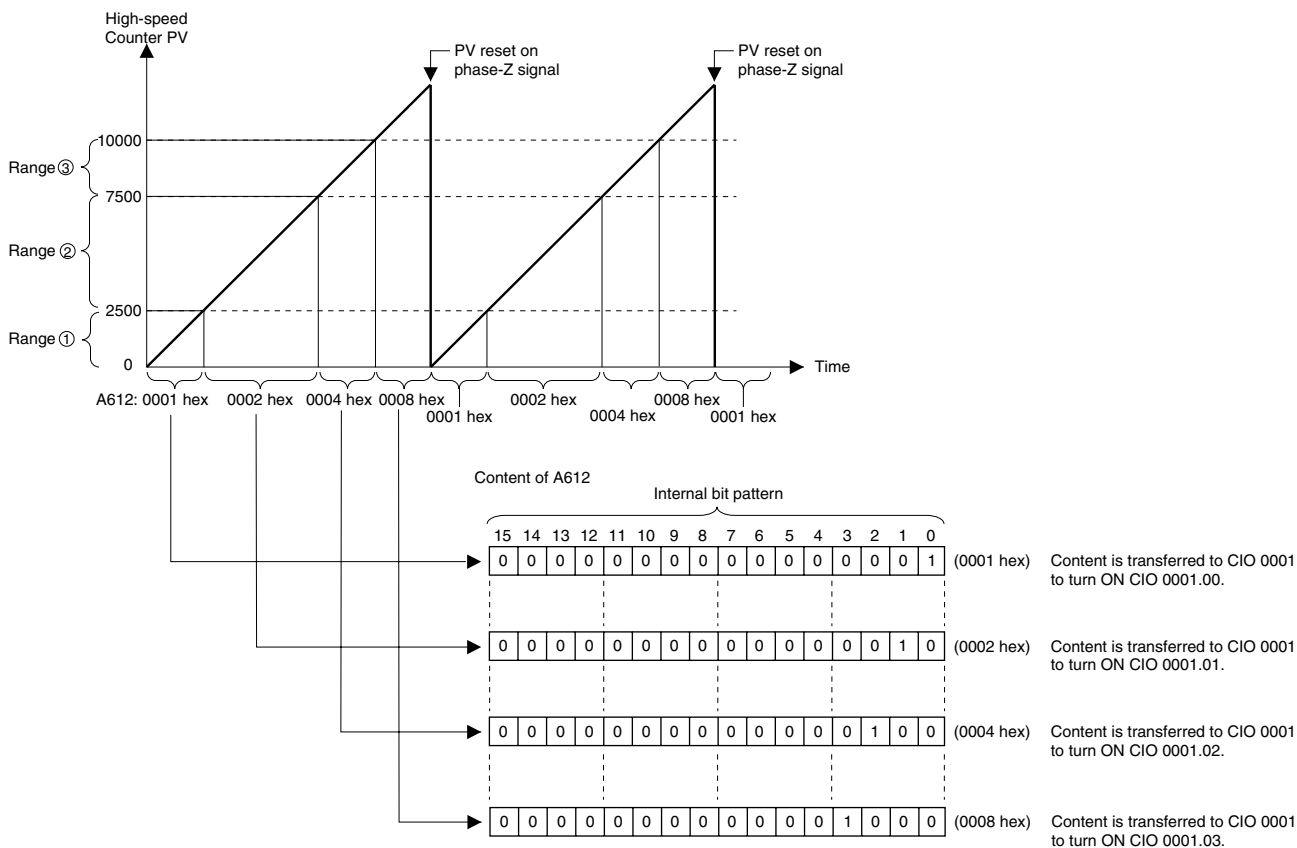 High-speed
Counter PV
PV reset on
phase-Z signal
PV reset on
phase-Z signal
10000
Range ③
7500
Range ②
2500
Range ①
0
Time
A612: 0001 hex 0002 hex 0004 hex 0008 hex 0001 hex 0002 hex 0004 hex 0008 hex 0001 hex
Content of A612
Internal bit pattern
15 14 13 12 11 10 9 8 7 6 5 4 3 2 1 0
0 0 0 0 0 0 0 0 0 0 0 0 0 0 0 1 (0001 hex) Content is transferred to CIO 0001
to turn ON CIO 0001.00.
0 0 0 0 0 0 0 0 0 0 0 0 0 0 1 0 (0002 hex) Content is transferred to CIO 0001
to turn ON CIO 0001.01.
0 0 0 0 0 0 0 0 0 0 0 0 0 1 0 0 (0004 hex) Content is transferred to CIO 0001
to turn ON CIO 0001.02.
0 0 0 0 0 0 0 0 0 0 0 0 1 0 0 0 (0008 hex) Content is transferred to CIO 0001
to turn ON CIO 0001.03.